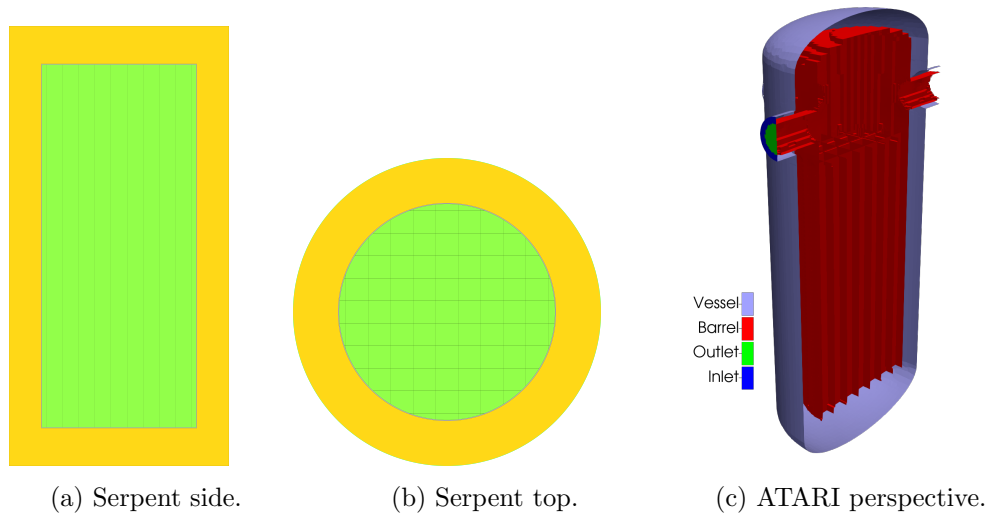 Vessel
Barrel
Outlet
Inlet
(a) Serpent side.
(b) Serpent top.
(c) ATARI perspective.